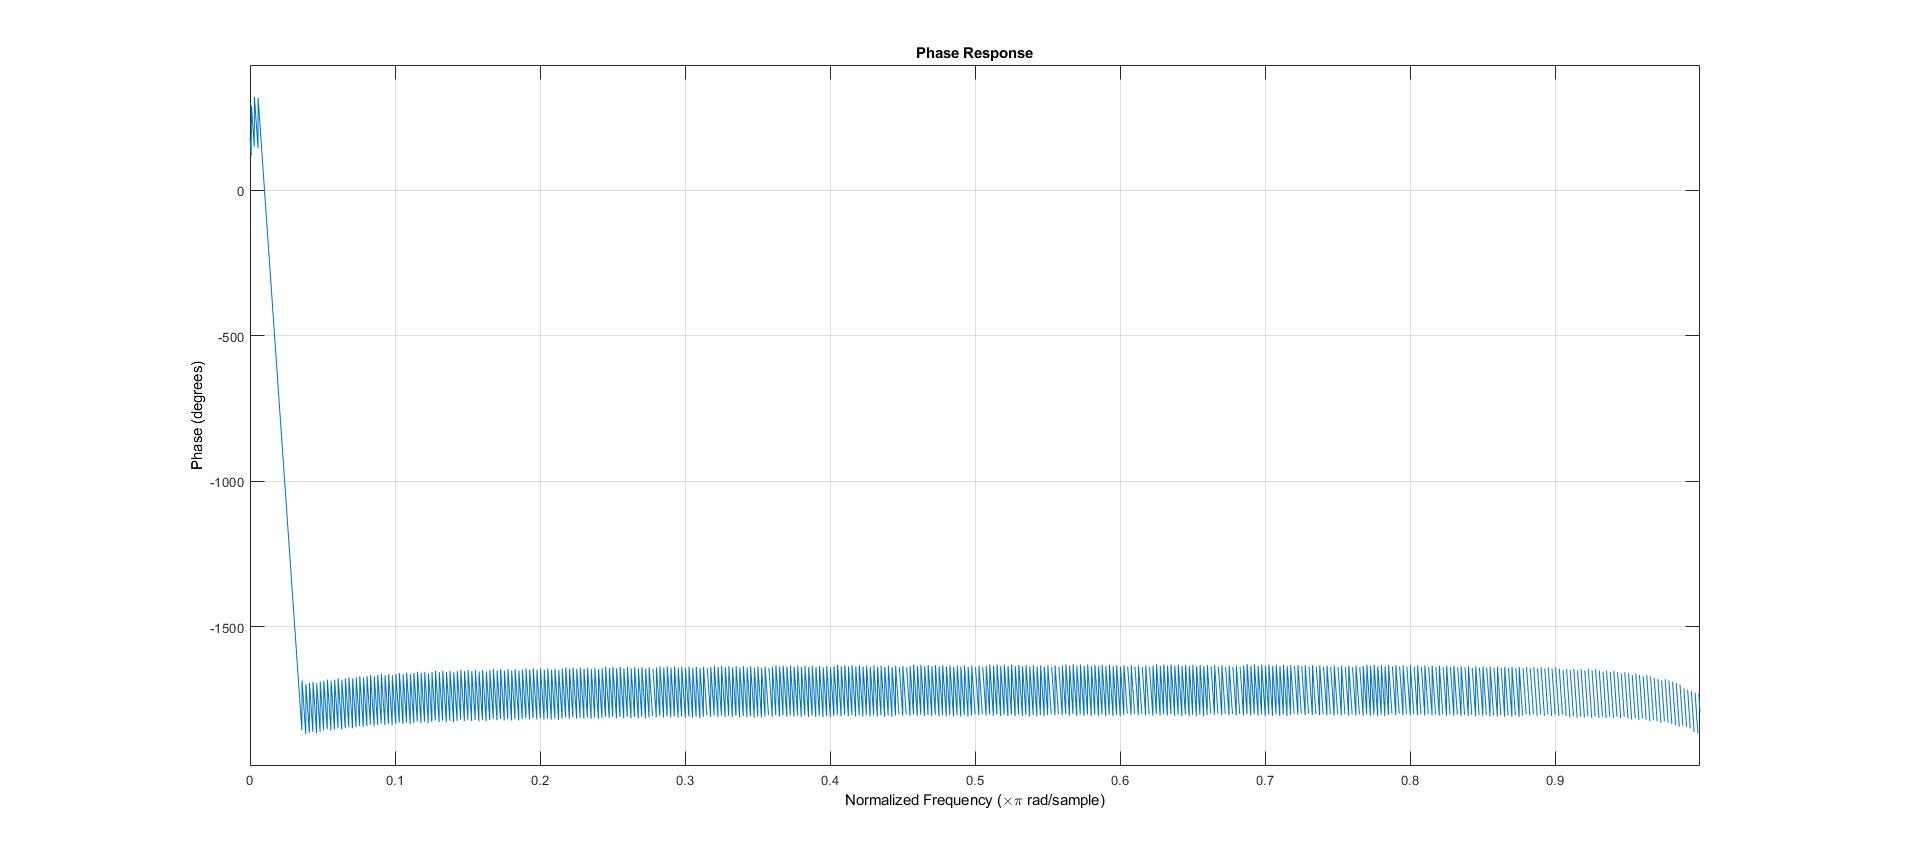 Phase Response
0
-500
-1000
-1500
Phase (degrees)
0 0.1 0.2 0.3 0.4 0.5 0.6 0.7 0.8 0.9
Normalized Frequency (×π rad/sample)